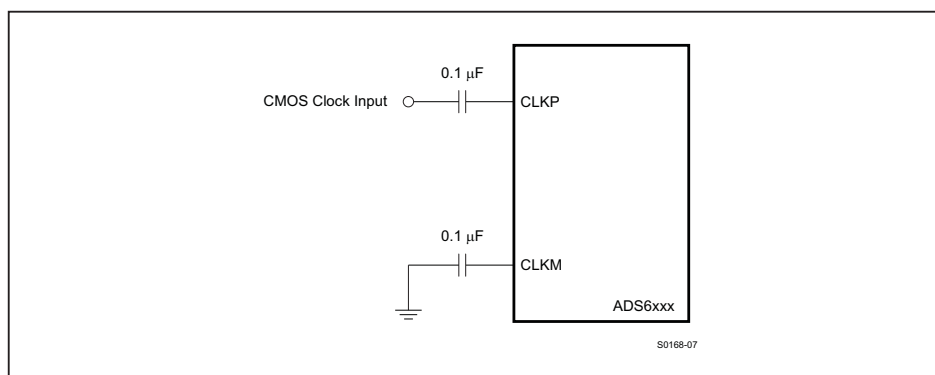 0.1 μF
CMOS Clock Input
CLKP
0.1 μF
CLKM
ADS6xxx
S0168-07